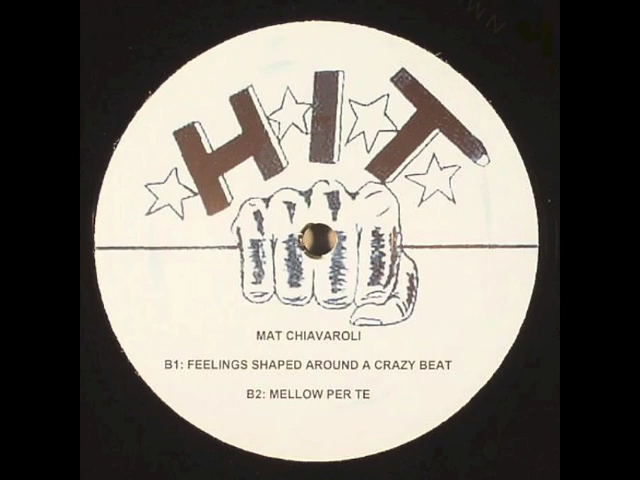 HIT
MAT CHIAVAROLI
B1: FEELINGS SHAPED AROUND A CRAZY BEAT
B2: MELLOW PER TE